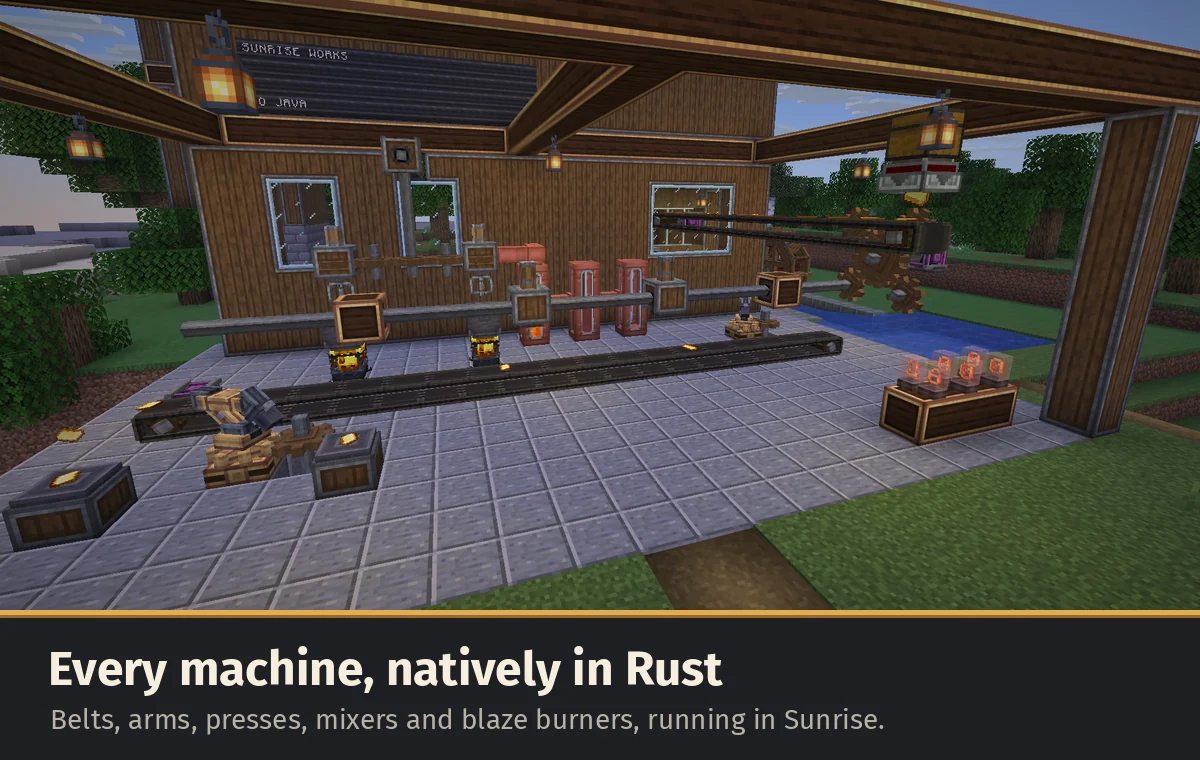 SUNRISE WORKS
O JAVA
Every machine, natively in Rust
Belts, arms, presses, mixers and blaze burners, running in Sunrise.